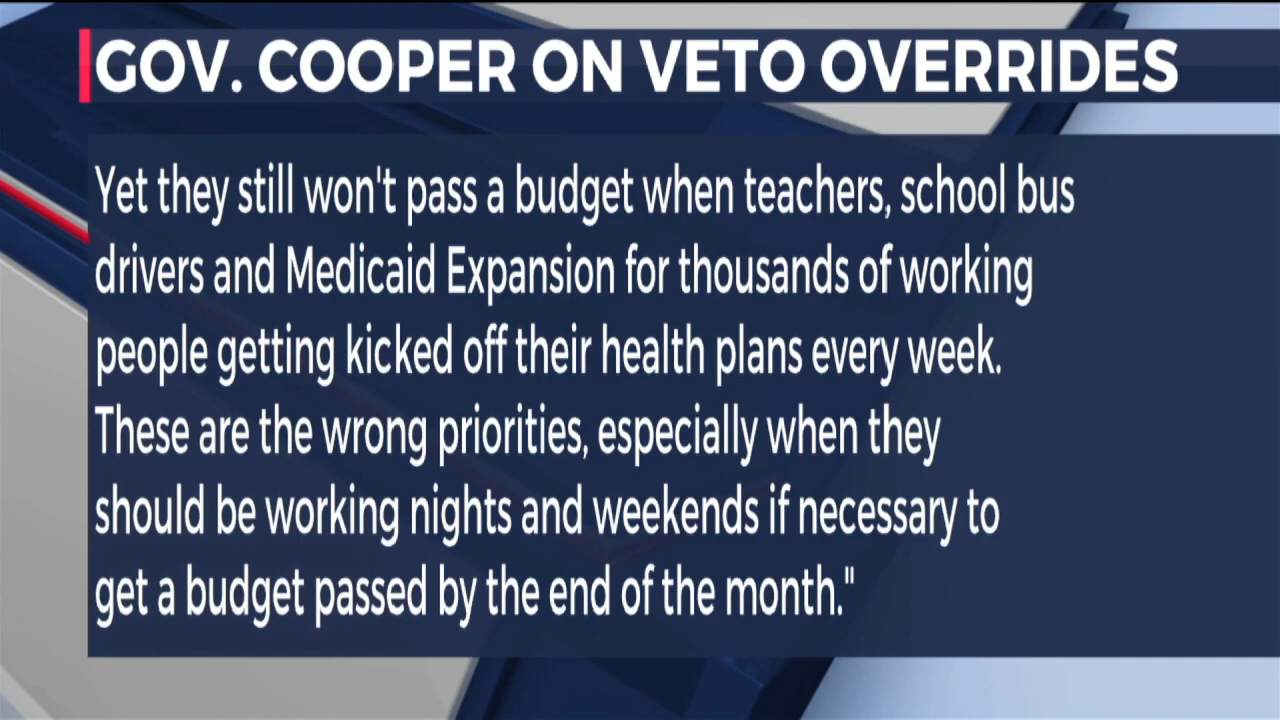 GOV. COOPER ON VETO OVERRIDES
Yet they still won't pass a budget when teachers, school bus
drivers and Medicaid Expansion for thousands of working
people getting kicked off their health plans every week.
These are the wrong priorities, especially when they
should be working nights and weekends if necessary to
get a budget passed by the end of the month."